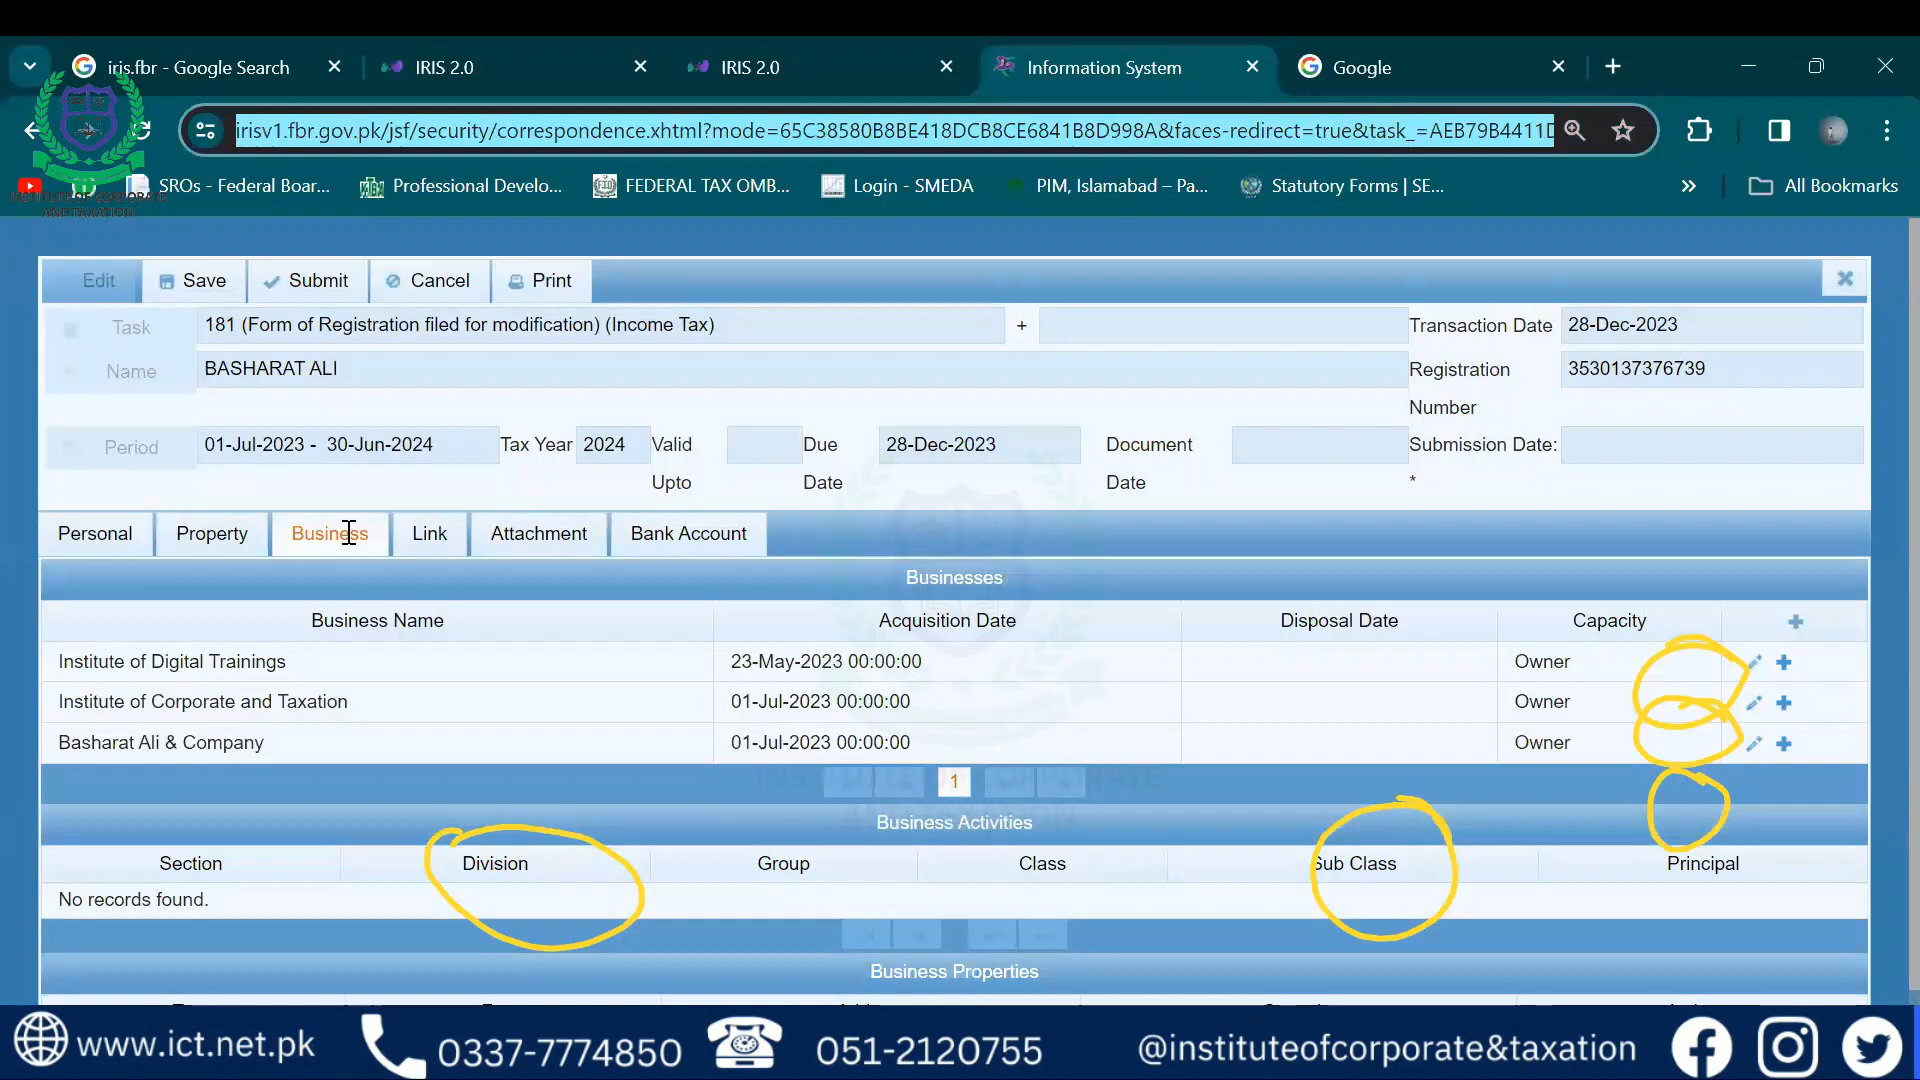 iris.fbr - Google Search
IRIS 2.0
IRIS 2.0
Information System
Google
irisv1.fbr.gov.pk/jsf/security/correspondence.xhtml?mode=65C38580B8BE418DCB8CE6841B8D998A&faces-redirect=true&task_=AEB79B4411D
SROs - Federal Boar...
Professional Develo...
FEDERAL TAX OMB...
Login - SMEDA
PIM, Islamabad – Pa...
Statutory Forms | SE...
All Bookmarks
INSTITUTE OF CORPORATE
AND TAXATION
Edit Save Submit Cancel Print
Task 181 (Form of Registration filed for modification) (Income Tax) + Transaction Date 28-Dec-2023
Name BASHARAT ALI Registration Number 3530137376739
Period 01-Jul-2023 - 30-Jun-2024 Tax Year 2024 Valid Upto Due Date 28-Dec-2023 Document Date Submission Date: *
Personal Property Business Link Attachment Bank Account
Businesses
Business Name Acquisition Date Disposal Date Capacity
Institute of Digital Trainings 23-May-2023 00:00:00 Owner
Institute of Corporate and Taxation 01-Jul-2023 00:00:00 Owner
Basharat Ali & Company 01-Jul-2023 00:00:00 Owner
1
Business Activities
Section Division Group Class Sub Class Principal
No records found.
Business Properties
www.ict.net.pk 0337-7774850 051-2120755 @instituteofcorporate&taxation